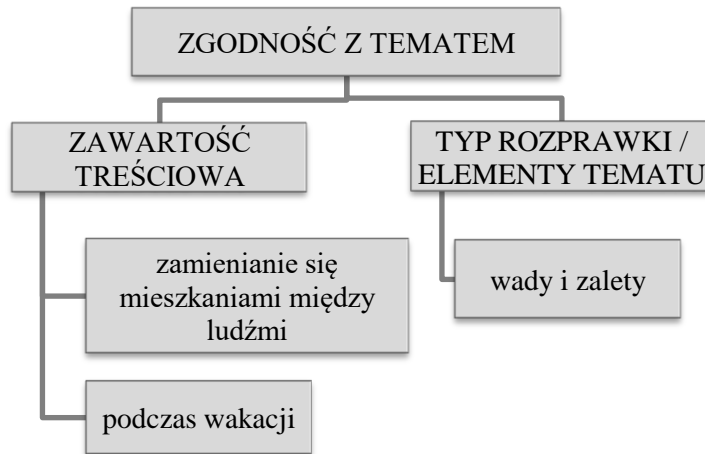 ZGODNOŚĆ Z TEMATEM
ZAWARTOŚĆ
TREŚCIOWA
zamienianie się
mieszkaniami między
ludźmi
podczas wakacji
TYP ROZPRAWKI /
ELEMENTY TEMATU
wady i zalety